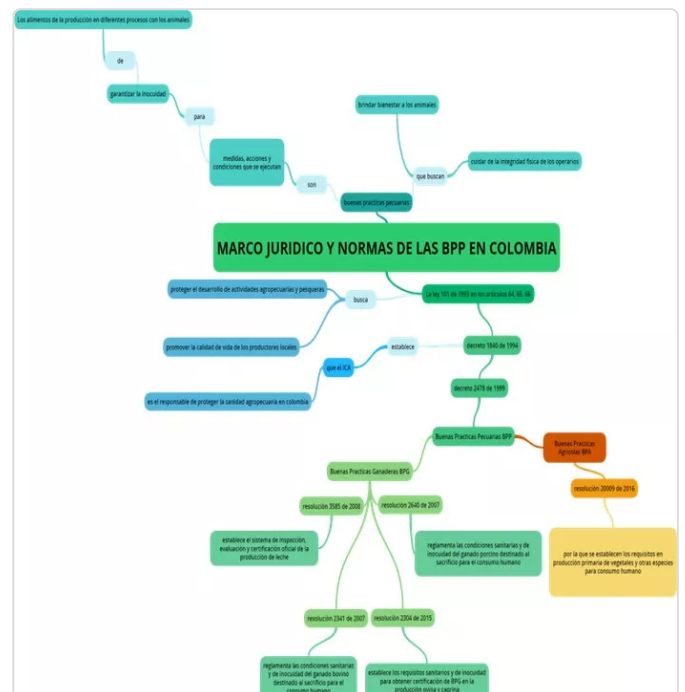 Los alimentos de la producción en diferentes procesos con los animales
de
garantizar la inocuidad
para
medidas, acciones y
condiciones que se ejecutan
son
brindar bienestar a los animales
que buscan
cuidar de la integridad fisica de los operarios
buenas practicas pecuarias
MARCO JURIDICO Y NORMAS DE LAS BPP EN COLOMBIA
proteger el desarrollo de actividades agropecuarias y pesqueras
busca
La ley 101 de 1993 en los artículos 64, 65, 66
promover la calidad de vida de los productores locales
establece
decreto 1840 de 1994
que el ICA
es el responsable de proteger la sanidad agropecuaria en colombia
decreto 2478 de 1999
Buenas Practicas Pecuarias BPP
Buenas Practicas
Agricolas BPA
Buenas Practicas Ganaderas BPG
resolución 20009 de 2016
resolución 3585 de 2008
resolución 2640 de 2007
establece el sistema de inspección,
evaluación y certificación oficial de la
producción de leche
reglamenta las condiciones sanitarias y de
inocuidad del ganado porcino destinado al
sacrificio para el consumo humano
por la que se establecen los requisitos en
producción primaria de vegetales y otras especies
para consumo humano
resolución 2341 de 2007
resolución 2304 de 2015
reglamenta las condiciones sanitarias
y de inocuidad del ganado bovino
destinado al sacrificio para el
consumo humano
establece los requisitos sanitarios y de inocuidad
para obtener certificación de BPG en la
producción ovina y caprina